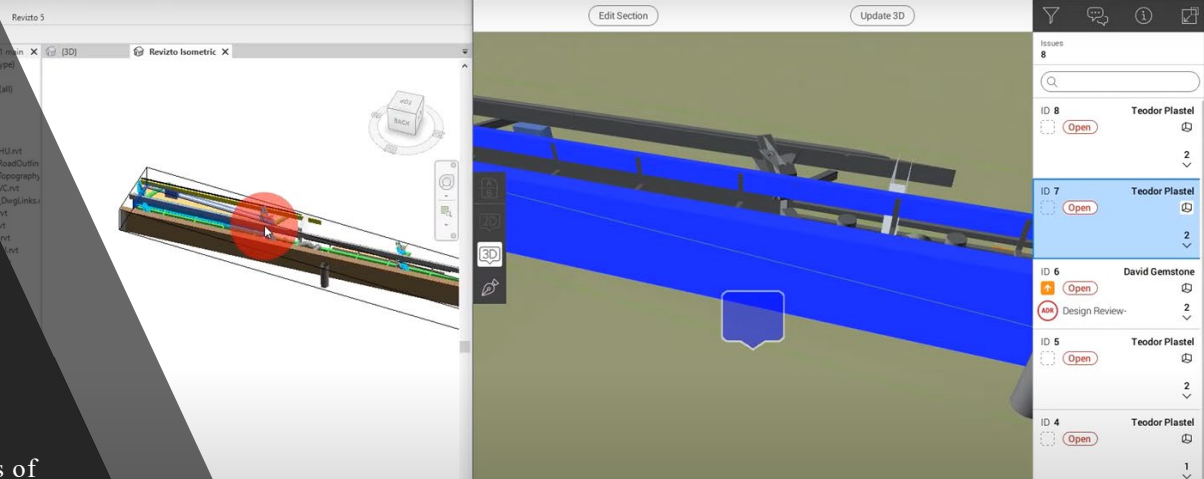 Revizto 5
main
{3D}
Revizto Isometric
ype)
all)
HU.rvt
RoadOutlin
Topography
VC.rvt
_DwgLinks.
vt
rvt
BACK
Edit Section
Update 3D
3D
Issues
8
ID 8
Teodor Plastel
Open
2
ID 7
Teodor Plastel
Open
2
ID 6
David Gemstone
Open
ADR
Design Review-
2
ID 5
Teodor Plastel
Open
2
ID 4
Teodor Plastel
Open
1
s of